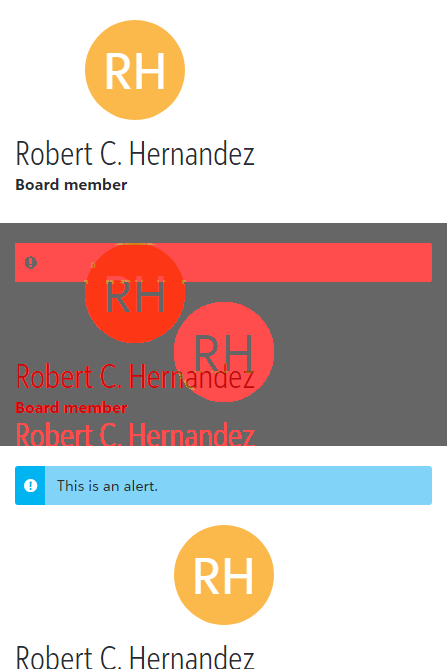 RH
Robert C. Hernandez
Board member
RH
RH
Robert C. Hernandez
Board member
Robert C. Hernandez
This is an alert.
RH
Robert C. Hernandez